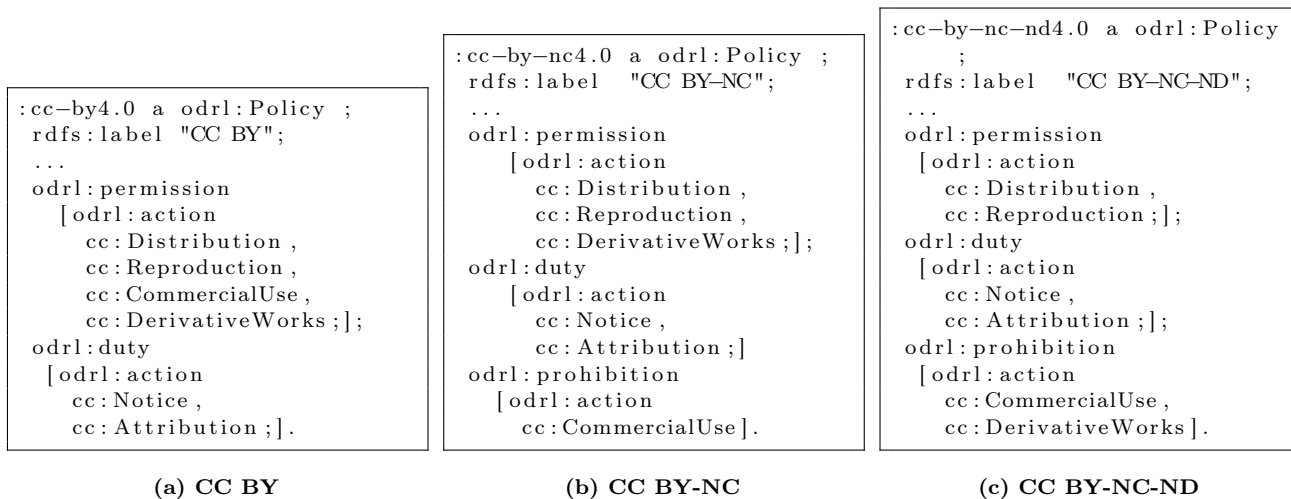 :cc-by4.0 a odrl:Policy ;
rdfs:label "CC BY";
...
odrl:permission
[odrl:action
cc:Distribution,
cc:Reproduction,
cc:CommercialUse,
cc:DerivativeWorks;];
odrl:duty
[odrl:action
cc:Notice,
cc:Attribution;].
(a) CC BY
:cc-by-nc4.0 a odrl:Policy ;
rdfs:label "CC BY-NC";
...
odrl:permission
[odrl:action
cc:Distribution,
cc:Reproduction,
cc:DerivativeWorks;];
odrl:duty
[odrl:action
cc:Notice,
cc:Attribution;]
odrl:prohibition
[odrl:action
cc:CommercialUse].
(b) CC BY-NC
:cc-by-nc-nd4.0 a odrl:Policy
;
rdfs:label "CC BY-NC-ND";
...
odrl:permission
[odrl:action
cc:Distribution,
cc:Reproduction;];
odrl:duty
[odrl:action
cc:Notice,
cc:Attribution;];
odrl:prohibition
[odrl:action
cc:CommercialUse,
cc:DerivativeWorks].
(c) CC BY-NC-ND